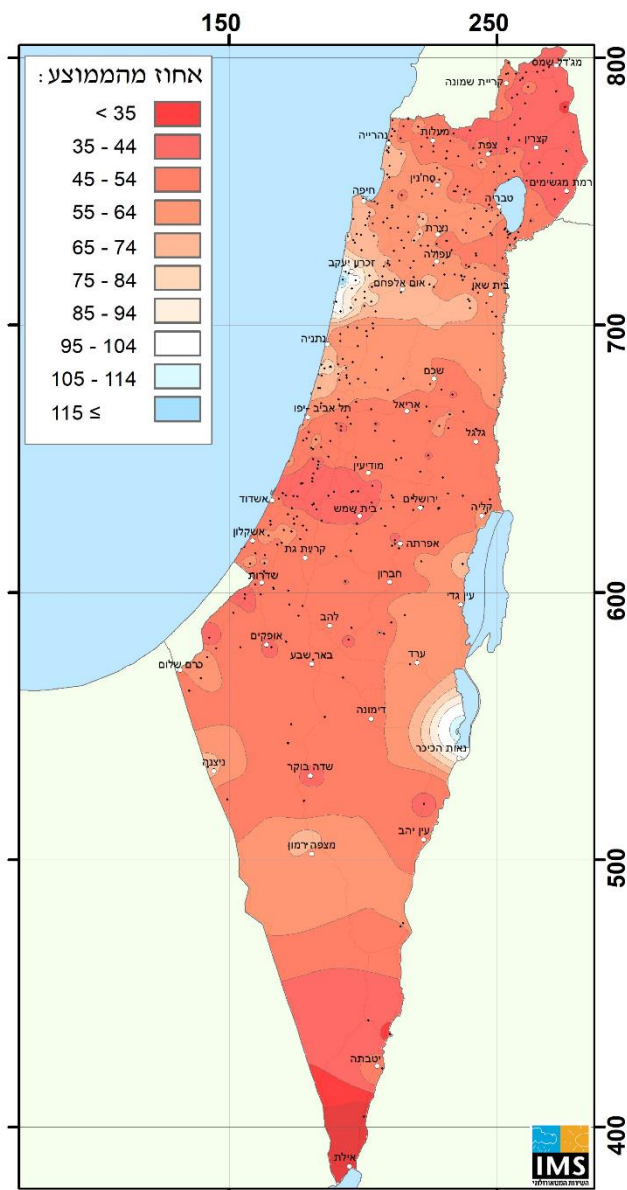 150
250
800
700
600
500
400
אחוז מהממוצע:
< 35
35 - 44
45 - 54
55 - 64
65 - 74
75 - 84
85 - 94
95 - 104
105 - 114
115 ≤
מג'דל שמס
קריית שמונה
נהרייה
מעלות
צפת
קצרין
סח'נין
רמת מגשימים
חיפה
טבריה
נצרת
עפולה
זכרון יעקב
אום אלפחם
בית שאן
נתניה
שכם
תל אביב -יפו
אריאל
גלגל
מודיעין
אשדוד
בית שמש
ירושלים
קליה
אשקלון
קרית גת
אפרתה
שדרות
חברון
עין גדי
להב
אופקים
באר שבע
ערד
כרם שלום
דימונה
נאות הכיכר
ניצנה
שדה בוקר
עין יהב
מצפה רמון
יטבתה
אילת
IMS
השירות המטאורולוגי